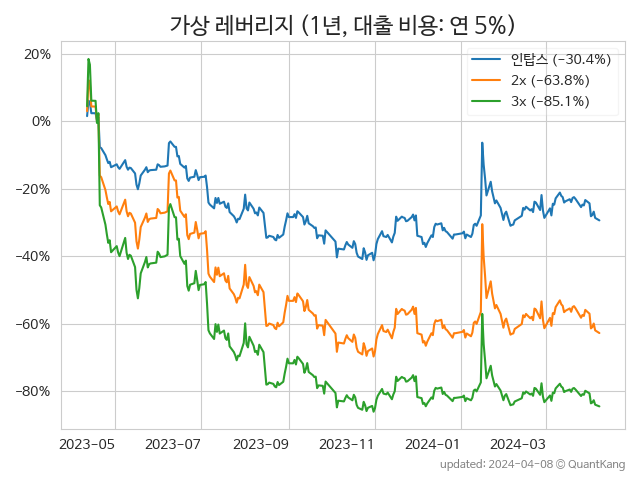 가상 레버리지 (1년, 대출 비용: 연 5%)
인탑스 (−30.4%)
2x (−63.8%)
3x (−85.1%)
20%
0%
−20%
−40%
−60%
−80%
2023-05 2023-07 2023-09 2023-11 2024-01 2024-03
updated: 2024-04-08 © QuantKang